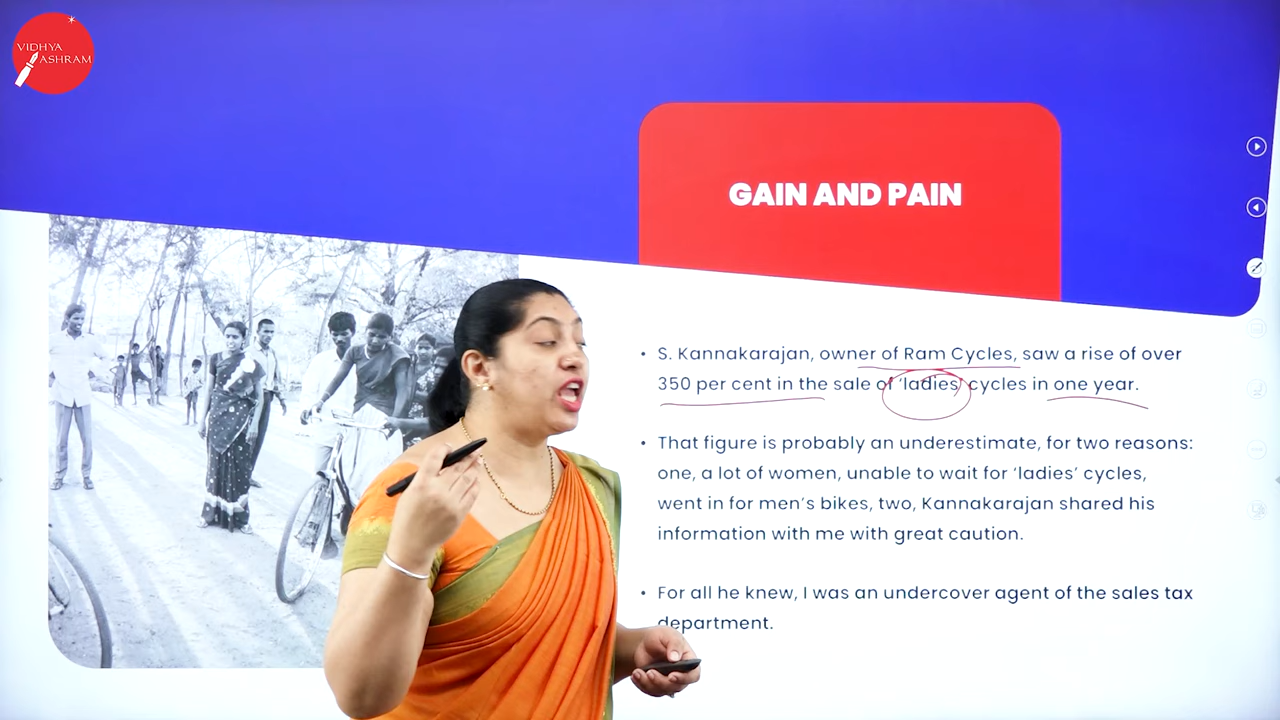 VIDHYA
ASHRAM
GAIN AND PAIN
• S. Kannakarajan, owner of Ram Cycles, saw a rise of over
350 per cent in the sale of ‘ladies’ cycles in one year.
• That figure is probably an underestimate, for two reasons:
one, a lot of women, unable to wait for ‘ladies’ cycles,
went in for men’s bikes, two, Kannakarajan shared his
information with me with great caution.
• For all he knew, I was an undercover agent of the sales tax
department.